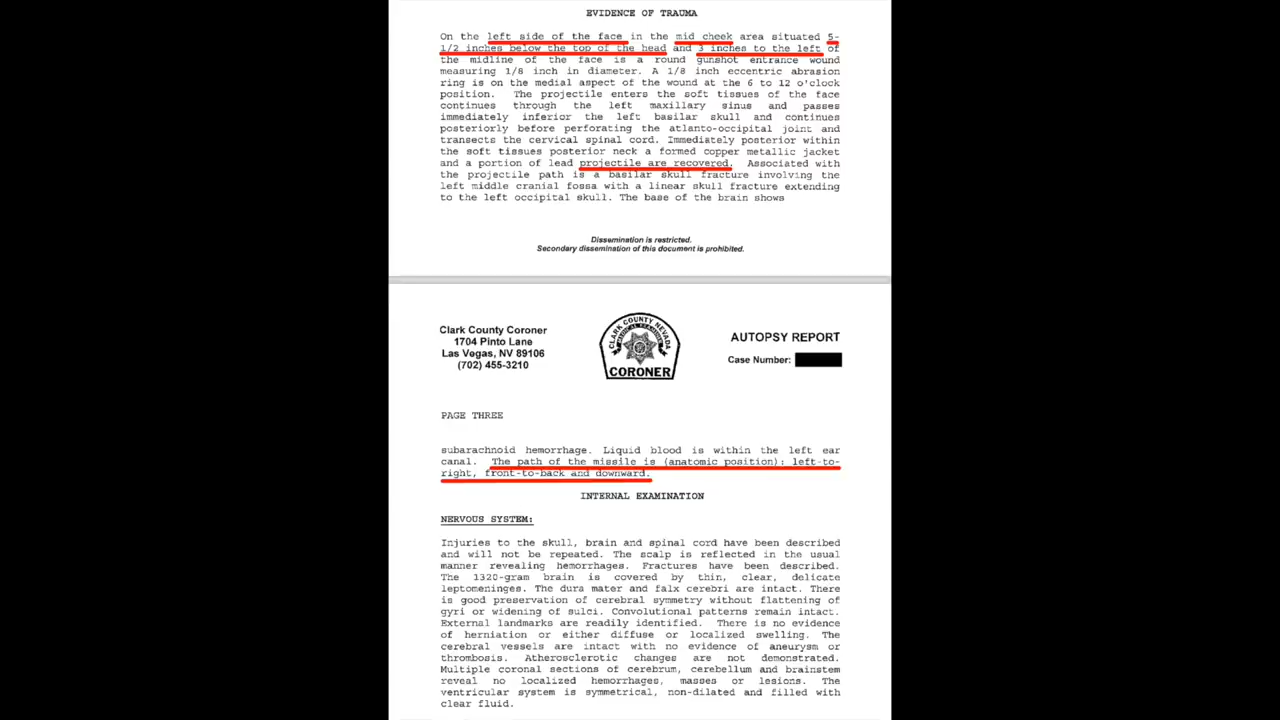 EVIDENCE OF TRAUMA
On the left side of the face in the mid cheek area situated 5-
1/2 inches below the top of the head and 3 inches to the left of
the midline of the face is a round gunshot entrance wound
measuring 1/8 inch in diameter. A 1/8 inch eccentric abrasion
ring is on the medial aspect of the wound at the 6 to 12 o'clock
position. The projectile enters the soft tissues of the face
continues through the left maxillary sinus and passes
immediately inferior the left basilar skull and continues
posteriorly before perforating the atlanto-occipital joint and
transects the cervical spinal cord. Immediately posterior within
the soft tissues posterior neck a formed copper metallic jacket
and a portion of lead projectile are recovered. Associated with
the projectile path is a basilar skull fracture involving the
left middle cranial fossa with a linear skull fracture extending
to the left occipital skull. The base of the brain shows
Dissemination is restricted.
Secondary dissemination of this document is prohibited.
Clark County Coroner
1704 Pinto Lane
Las Vegas, NV 89106
(702) 455-3210
CLARK COUNTY NEVADA
CORONER
AUTOPSY REPORT
Case Number:
PAGE THREE
subarachnoid hemorrhage. Liquid blood is within the left ear
canal. The path of the missile is (anatomic position): left-to-
right, front-to-back and downward.
INTERNAL EXAMINATION
NERVOUS SYSTEM:
Injuries to the skull, brain and spinal cord have been described
and will not be repeated. The scalp is reflected in the usual
manner revealing hemorrhages. Fractures have been described.
The 1320-gram brain is covered by thin, clear, delicate
leptomeninges. The dura mater and falx cerebri are intact. There
is good preservation of cerebral symmetry without flattening of
gyri or widening of sulci. Convolutional patterns remain intact.
External landmarks are readily identified. There is no evidence
of herniation or either diffuse or localized swelling. The
cerebral vessels are intact with no evidence of aneurysm or
thrombosis. Atherosclerotic changes are not demonstrated.
Multiple coronal sections of cerebrum, cerebellum and brainstem
reveal no localized hemorrhages, masses or lesions. The
ventricular system is symmetrical, non-dilated and filled with
clear fluid.